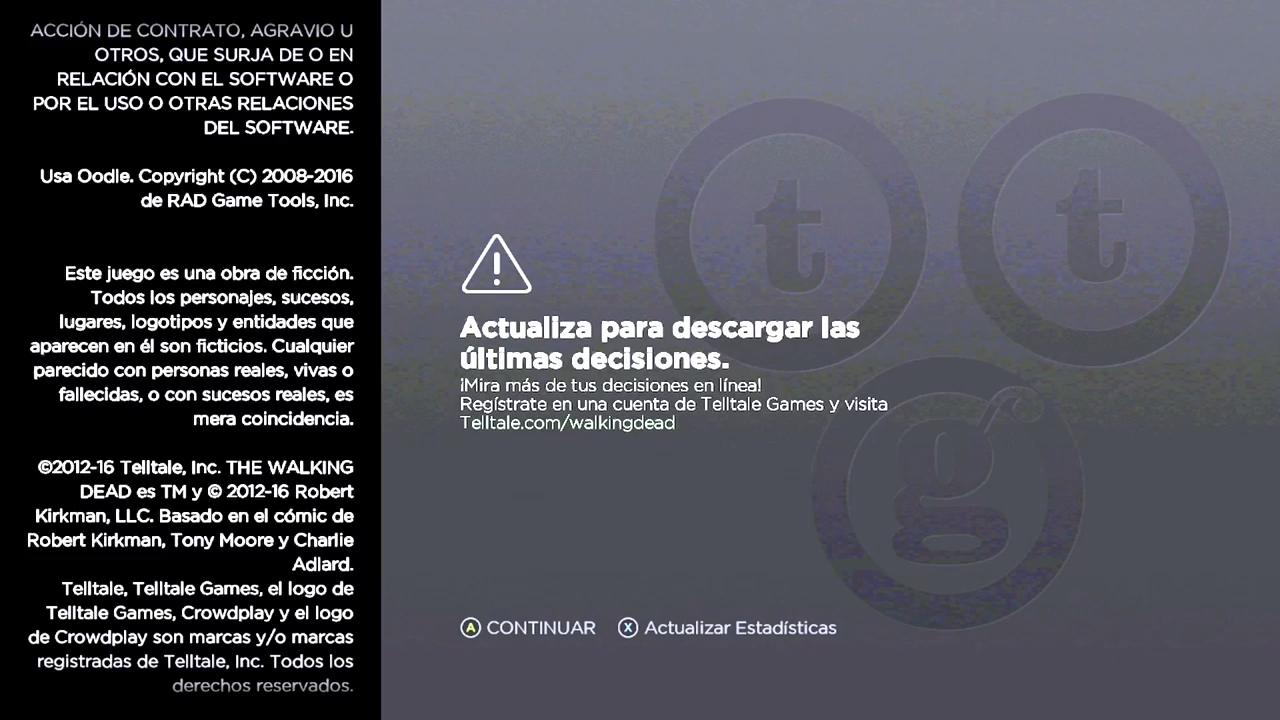 ACCIÓN DE CONTRATO, AGRAVIO U
OTROS, QUE SURJA DE O EN
RELACIÓN CON EL SOFTWARE O
POR EL USO O OTRAS RELACIONES
DEL SOFTWARE.
Usa Oodle. Copyright (C) 2008-2016
de RAD Game Tools, Inc.
Este juego es una obra de ficción.
Todos los personajes, sucesos,
lugares, logotipos y entidades que
aparecen en él son ficticios. Cualquier
parecido con personas reales, vivas o
fallecidas, o con sucesos reales, es
mera coincidencia.
©2012-16 Telltale, Inc. THE WALKING
DEAD es TM y © 2012-16 Robert
Kirkman, LLC. Basado en el cómic de
Robert Kirkman, Tony Moore y Charlie
Adlard.
Telltale, Telltale Games, el logo de
Telltale Games, Crowdplay y el logo
de Crowdplay son marcas y/o marcas
registradas de Telltale, Inc. Todos los
derechos reservados.
t t
g
Actualiza para descargar las
últimas decisiones.
¡Mira más de tus decisiones en línea!
Regístrate en una cuenta de Telltale Games y visita
Telltale.com/walkingdead
A CONTINUAR X Actualizar Estadísticas